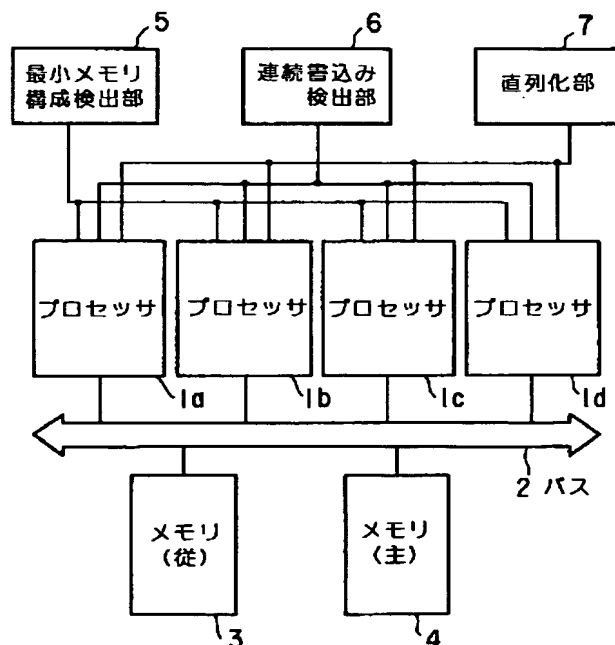 5
6
7
最小メモリ
構成検出部
連続書込み
検出部
直列化部
プロセッサ
プロセッサ
プロセッサ
プロセッサ
1a
1b
1c
1d
2 バス
メモリ
(従)
メモリ
(主)
3
4